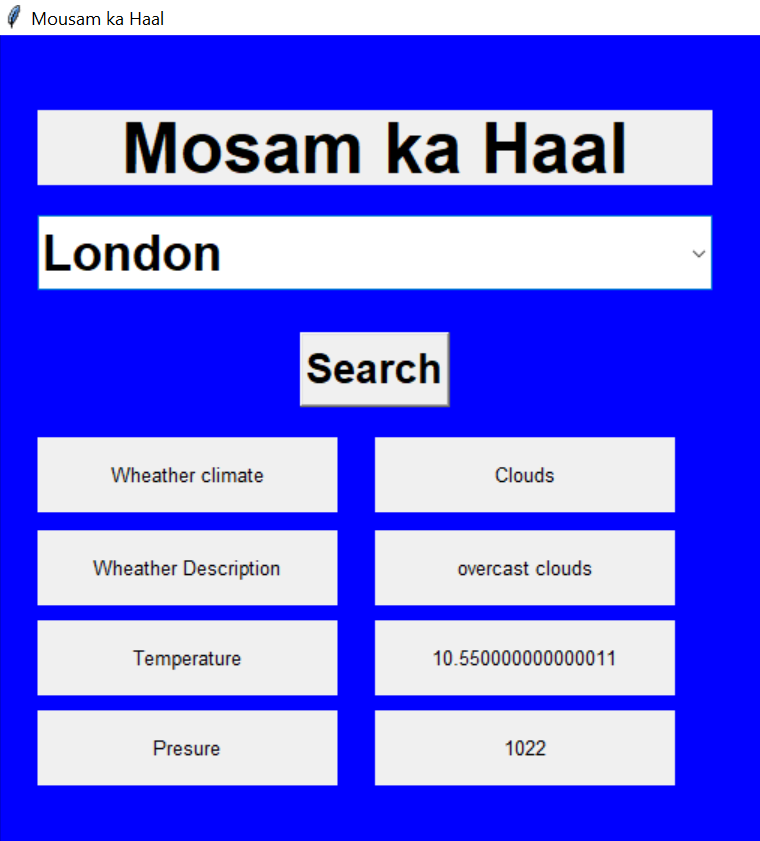 Mousam ka Haal
Mosam ka Haal
London
Search
Wheather climate
Clouds
Wheather Description
overcast clouds
Temperature
10.550000000000011
Presure
1022